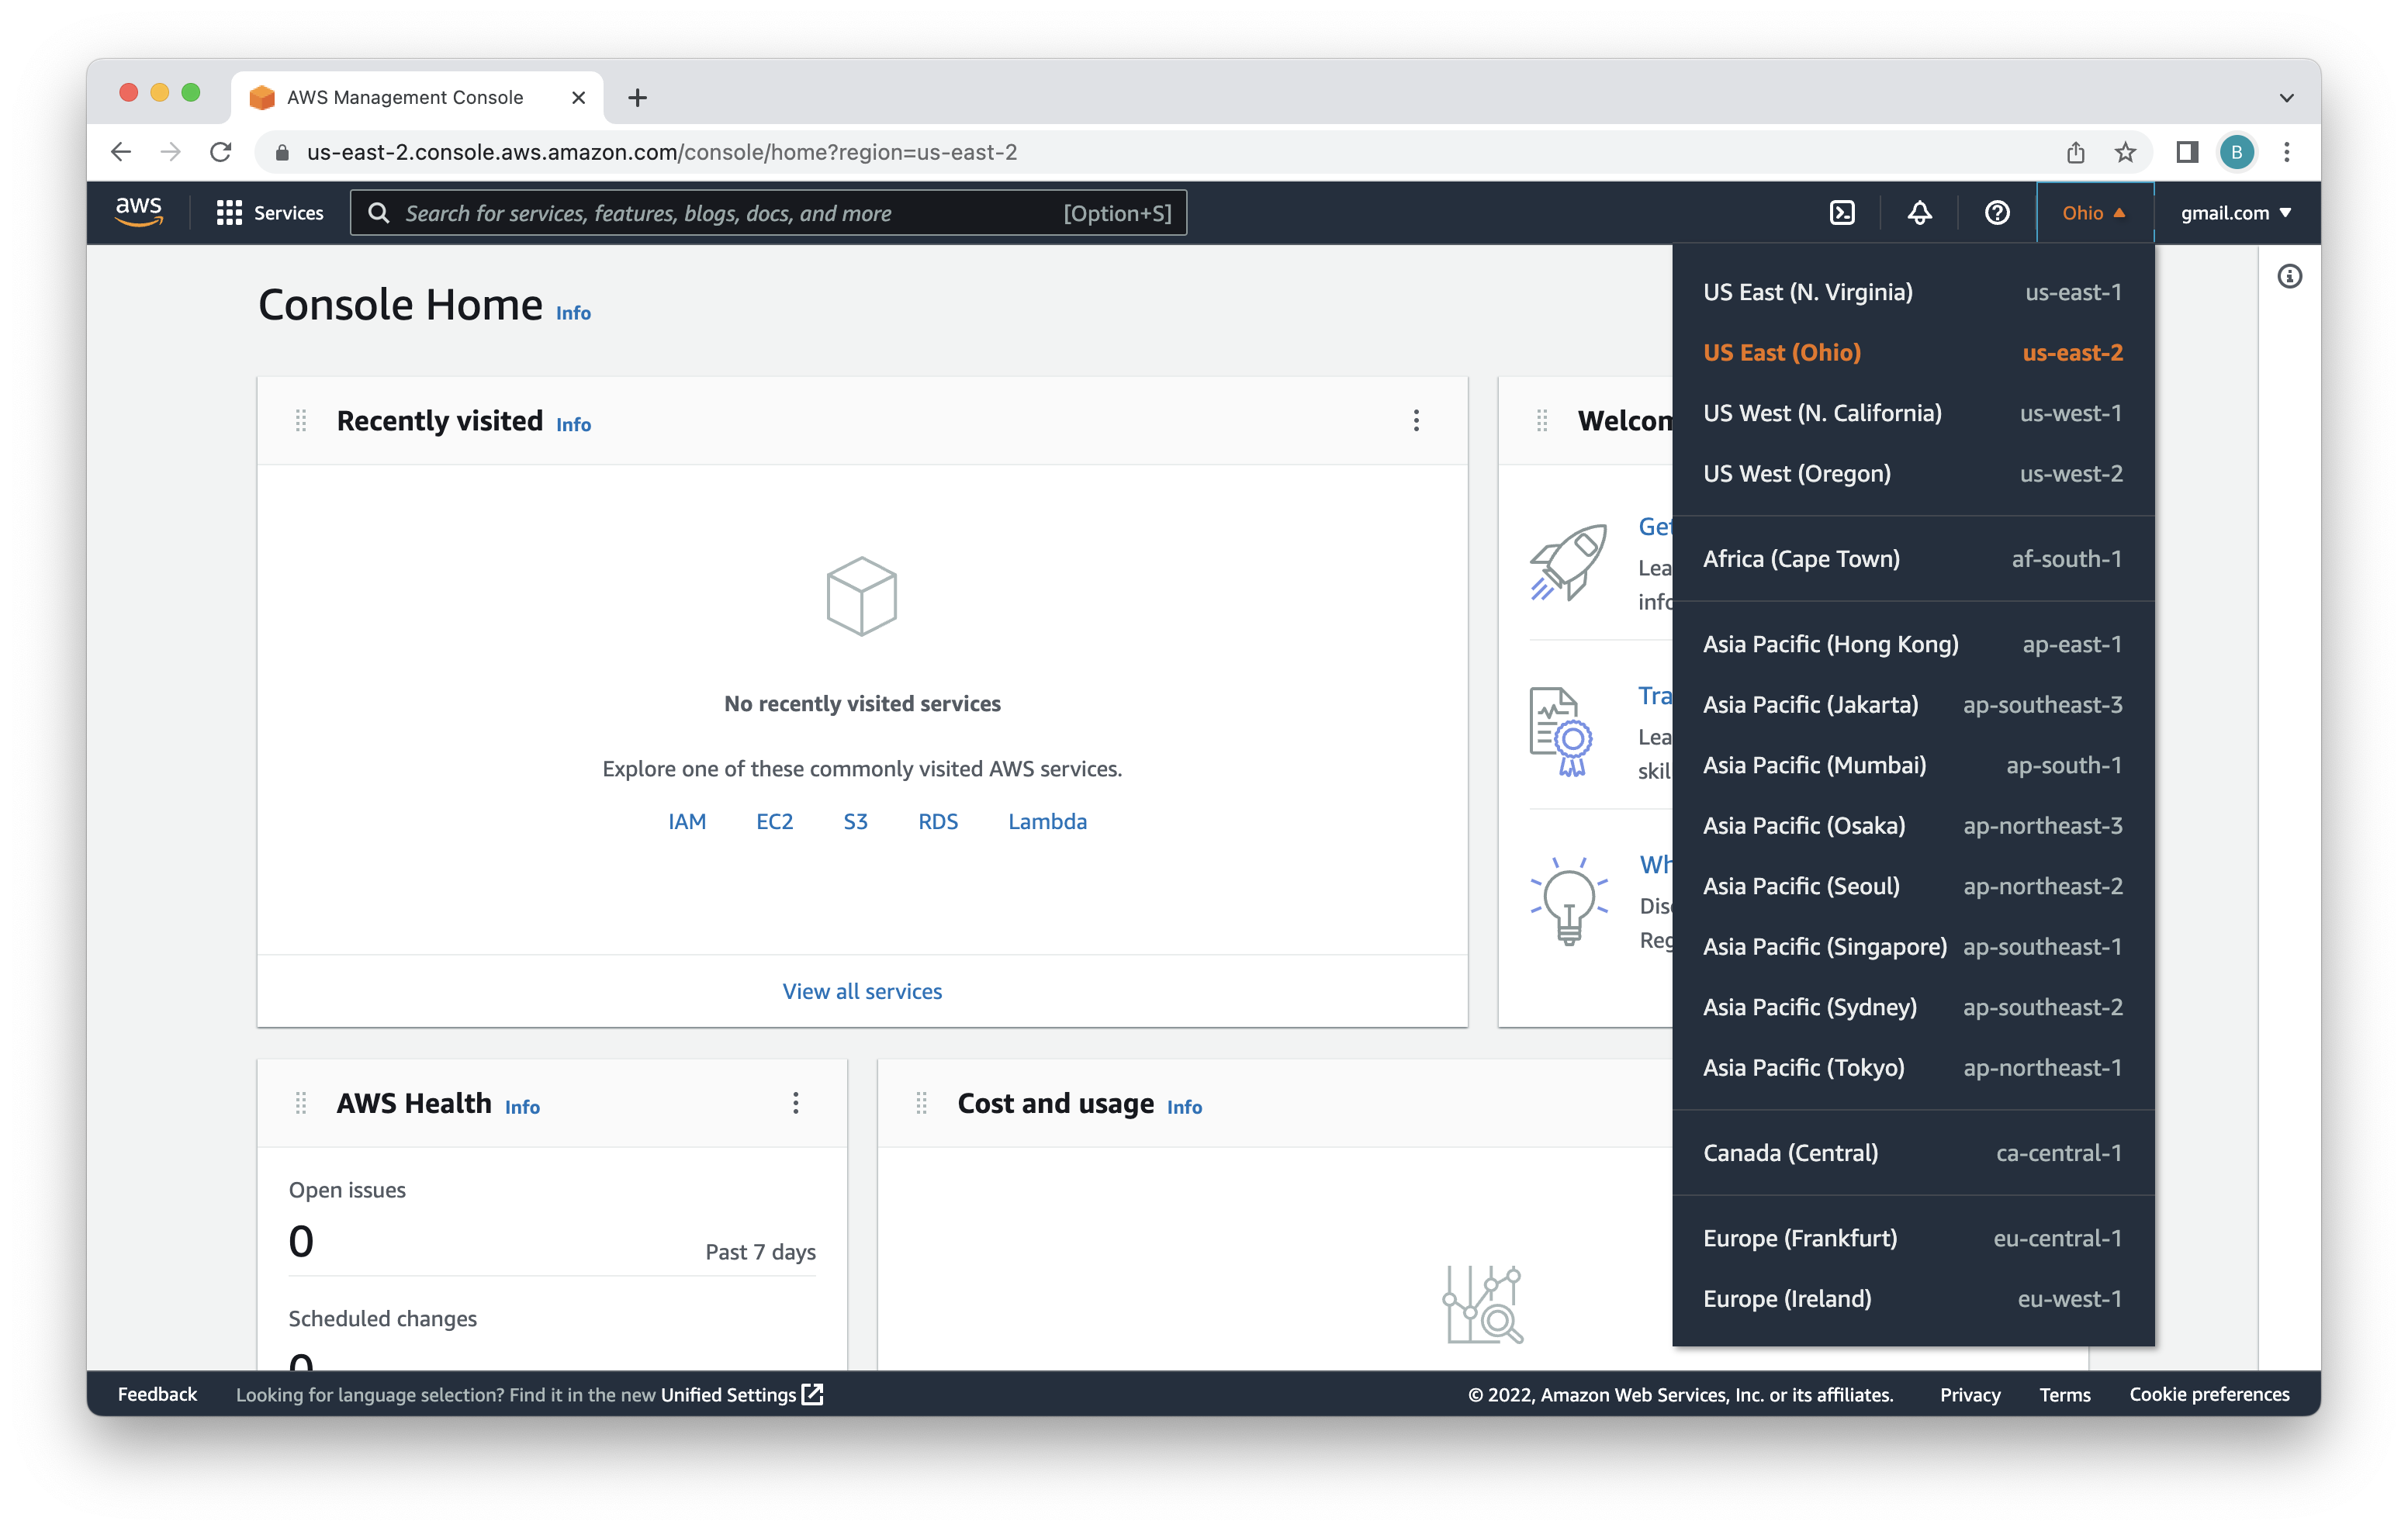 AWS Management Console
us-east-2.console.aws.amazon.com/console/home?region=us-east-2
B
aws
Services
Search for services, features, blogs, docs, and more [Option+S]
Ohio
gmail.com
Console Home Info
Recently visited Info
No recently visited services
Explore one of these commonly visited AWS services.
IAM EC2 S3 RDS Lambda
View all services
Welcom
Get
Lea
info
Tra
Lea
skil
Wh
Disc
Reg
US East (N. Virginia) us-east-1
US East (Ohio) us-east-2
US West (N. California) us-west-1
US West (Oregon) us-west-2
Africa (Cape Town) af-south-1
Asia Pacific (Hong Kong) ap-east-1
Asia Pacific (Jakarta) ap-southeast-3
Asia Pacific (Mumbai) ap-south-1
Asia Pacific (Osaka) ap-northeast-3
Asia Pacific (Seoul) ap-northeast-2
Asia Pacific (Singapore) ap-southeast-1
Asia Pacific (Sydney) ap-southeast-2
Asia Pacific (Tokyo) ap-northeast-1
Canada (Central) ca-central-1
Europe (Frankfurt) eu-central-1
Europe (Ireland) eu-west-1
AWS Health Info
Open issues
0
Past 7 days
Scheduled changes
0
Cost and usage Info
Feedback
Looking for language selection? Find it in the new Unified Settings
© 2022, Amazon Web Services, Inc. or its affiliates.
Privacy
Terms
Cookie preferences